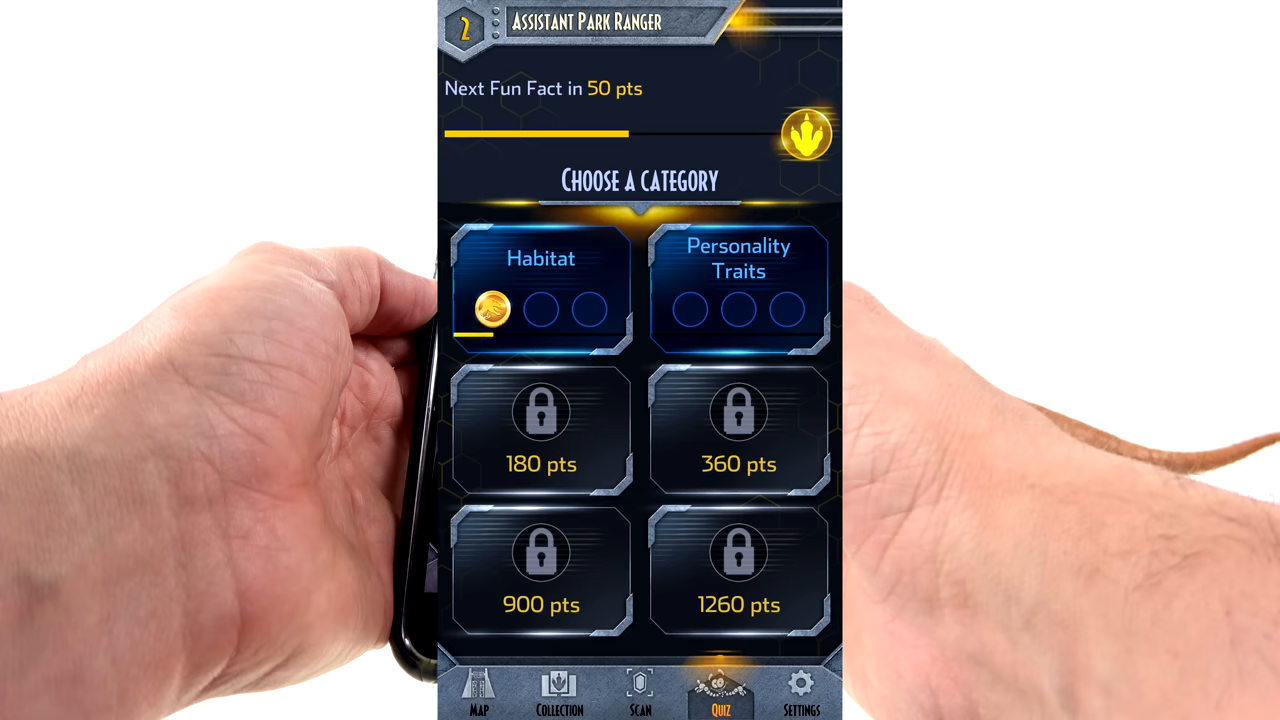 2
Assistant Park Ranger
Next Fun Fact in 50 pts
Choose a category
Habitat
Personality
Traits
180 pts
360 pts
900 pts
1260 pts
Map
Collection
Scan
Quiz
Settings